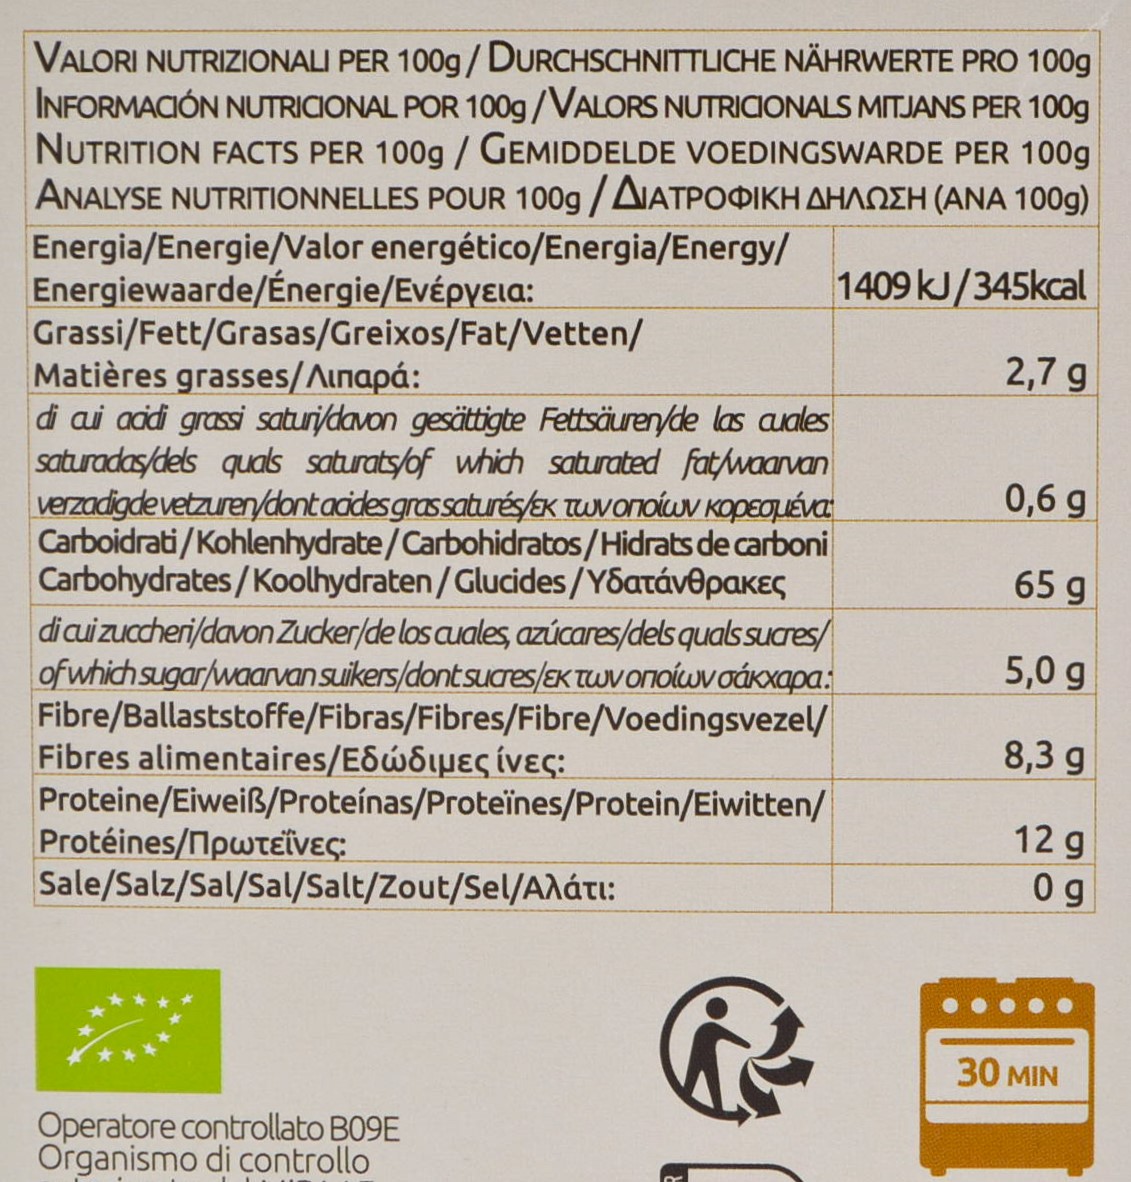 VALORI NUTRIZIONALI PER 100g / DURCHSCHNITTLICHE NÄHRWERTE PRO 100g
INFORMACIÓN NUTRICIONAL POR 100g / VALORS NUTRICIONALS MITJANS PER 100g
NUTRITION FACTS PER 100g / GEMIDDELDE VOEDINGSWARDE PER 100g
ANALYSE NUTRITIONNELLES POUR 100g / ΔΙΑΤΡΟΦΙΚΗ ΔΗΛΩΣΗ (ΑΝΑ 100g)
Energia/Energie/Valor energético/Energia/Energy/
Energiewaarde/Énergie/Ενέργεια: 1409 kJ/345kcal
Grassi/Fett/Grasas/Greixos/Fat/Vetten/
Matières grasses/Λιπαρά: 2,7 g
di cui acidi grassi saturi/davon gesättigte Fettsäuren/de las cuales
saturadas/dels quals saturats/of which saturated fat/waarvan
verzadigde vetzuren/dont acides gras saturés/εκ των οποίων κορεσμένα: 0,6 g
Carboidrati/Kohlenhydrate/Carbohidratos/Hidrats de carboni
Carbohydrates/Koolhydraten/Glucides/Υδατάνθρακες 65 g
di cui zuccheri/davon Zucker/de los cuales, azúcares/dels quals sucres/
of which sugar/waarvan suikers/dont sucres/εκ των οποίων σάκχαρα: 5,0 g
Fibre/Ballaststoffe/Fibras/Fibres/Fibre/Voedingsvezel/
Fibres alimentaires/Εδώδιμες ίνες: 8,3 g
Proteine/Eiweiß/Proteínas/Proteïnes/Protein/Eiwitten/
Protéines/Πρωτεΐνες: 12 g
Sale/Salz/Sal/Sal/Salt/Zout/Sel/Αλάτι: 0 g
30 MIN
Operatore controllato B09E
Organismo di controllo